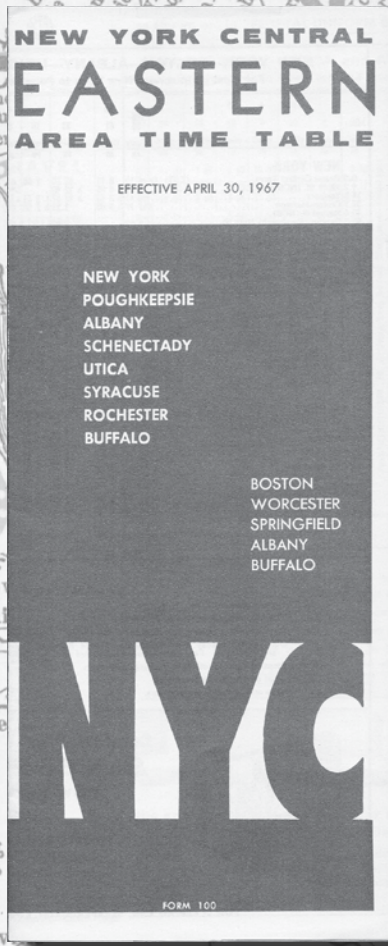 NEW YORK CENTRAL
EASTERN
AREA TIME TABLE
EFFECTIVE APRIL 30, 1967
NEW YORK
POUGHKEEPSIE
ALBANY
SCHENECTADY
UTICA
SYRACUSE
ROCHESTER
BUFFALO
BOSTON
WORCESTER
SPRINGFIELD
ALBANY
BUFFALO
NYC
FORM 100